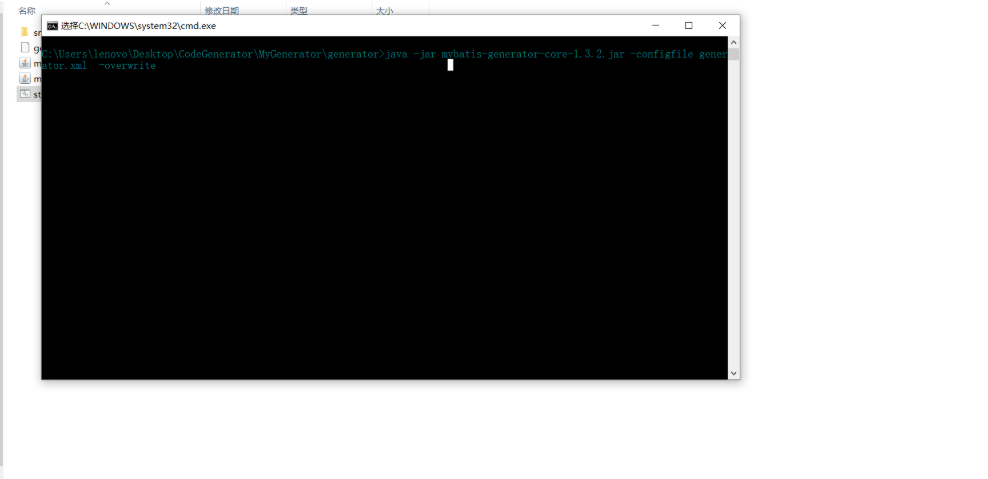 名称 修改日期 类型 大小
选择C:\WINDOWS\system32\cmd.exe
C:\Users\lenovo\Desktop\CodeGenerator\MyGenerator\generator>java -jar mybatis-generator-core-1.3.2.jar -configfile gener
ator.xml -overwrite
sr
ge
m
m
st